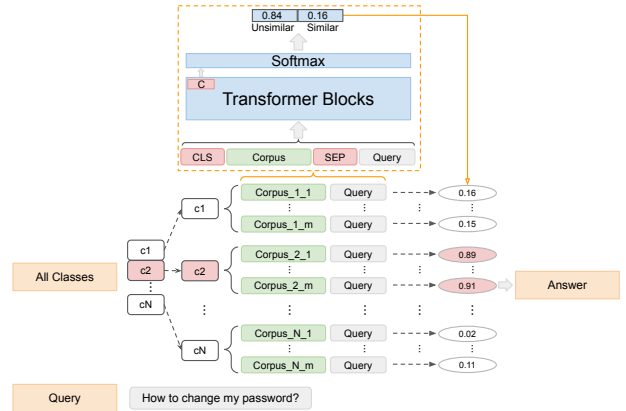 0.84 0.16
Unsimilar Similar
Softmax
C
Transformer Blocks
CLS Corpus SEP Query
Corpus_1_1 Query 0.16
c1
Corpus_1_m Query 0.15
c1
Corpus_2_1 Query 0.89
All Classes c2 c2
Corpus_2_m Query 0.91 Answer
cN
Corpus_N_1 Query 0.02
cN
Corpus_N_m Query 0.11
Query How to change my password?